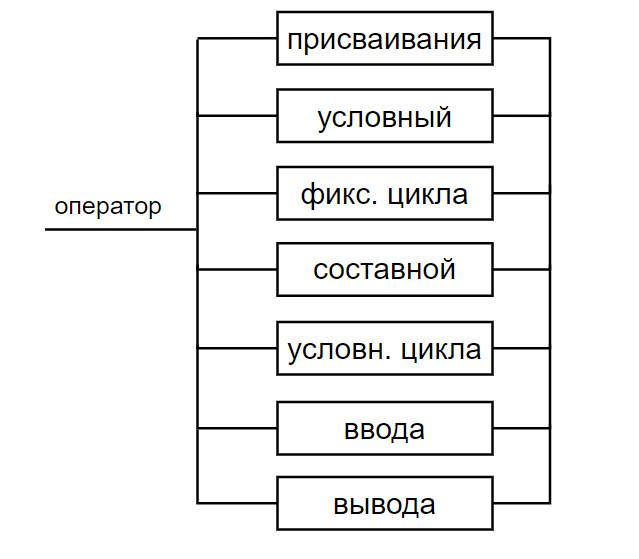 присваивания
условный
фикс. цикла
оператор
составной
условн. цикла
ввода
вывода